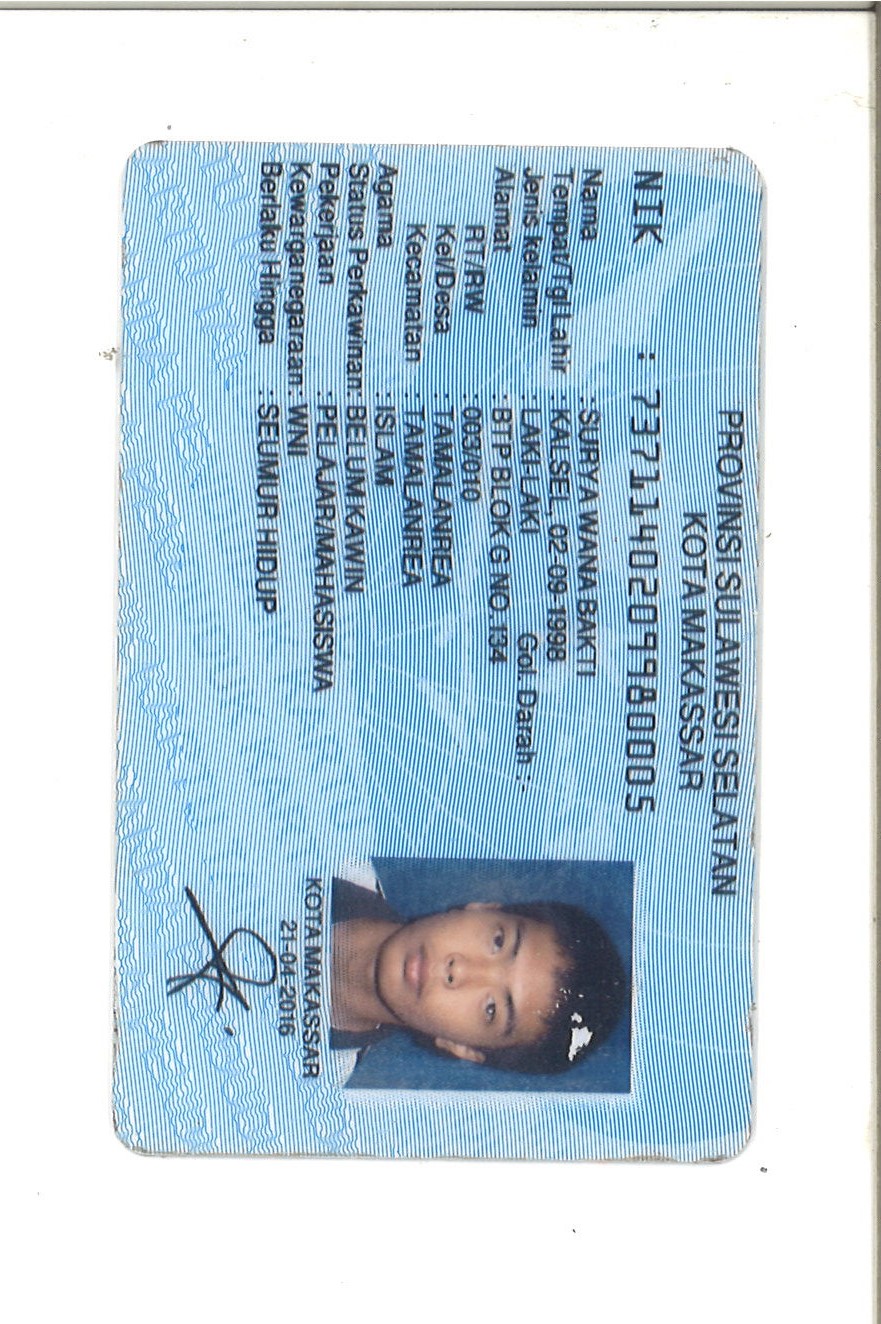 PROVINSI SULAWESI SELATAN
KOTA MAKASSAR
NIK : 7371140209980005
Nama : SURYA WANA BAKTI
Tempat/Tgl Lahir : KALSEL, 02-09-1998
Jenis kelamin : LAKI-LAKI Gol. Darah :-
Alamat : BTP BLOK G NO.134
RT/RW : 003/010
Kel/Desa : TAMALANREA
Kecamatan : TAMALANREA
Agama : ISLAM
Status Perkawinan: BELUM KAWIN
Pekerjaan : PELAJAR/MAHASISWA
Kewarganegaraan: WNI
Berlaku Hingga : SEUMUR HIDUP
KOTA MAKASSAR
21-04-2016